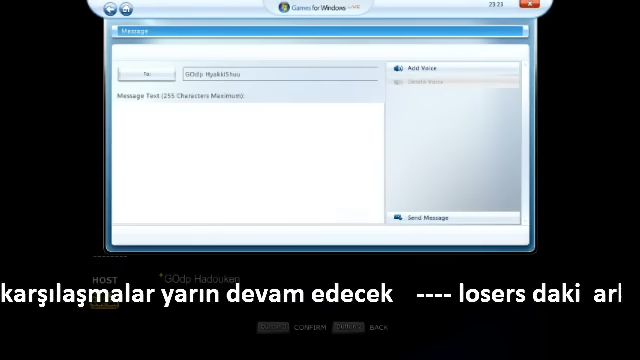 23:23
Games for Windows LIVE
Message
To: GOdp HyakkiShuu
Message Text (255 Characters Maximum):
Add Voice
Delete Voice
Send Message
GOdp Hadouken
HOST
karşılaşmalar yarın devam edecek ---- losers daki arl
CONFIRM BACK